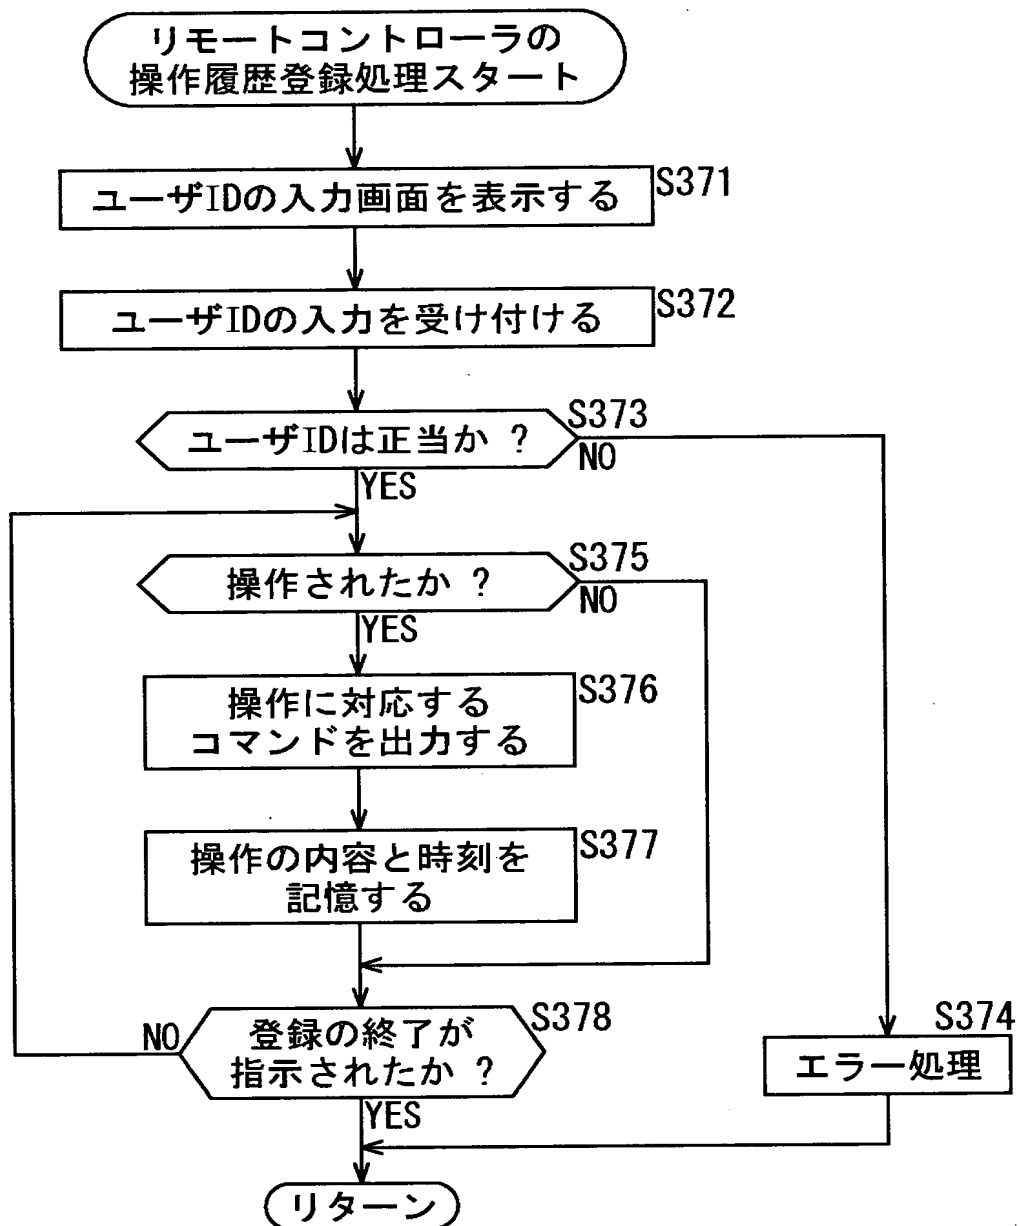 リモートコントローラの
操作履歴登録処理スタート
ユーザIDの入力画面を表示する
S371
ユーザIDの入力を受け付ける
S372
ユーザIDは正当か ?
S373
NO
YES
操作されたか ?
S375
NO
YES
操作に対応する
コマンドを出力する
S376
操作の内容と時刻を
記憶する
S377
登録の終了が
指示されたか ?
S378
NO
YES
S374
エラー処理
リターン